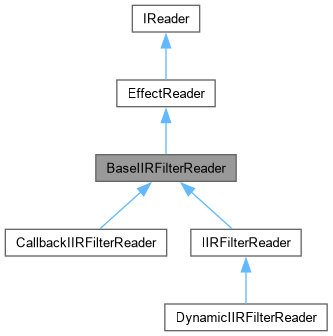 IReader
EffectReader
BaseIIRFilterReader
CallbackIIRFilterReader
IIRFilterReader
DynamicIIRFilterReader